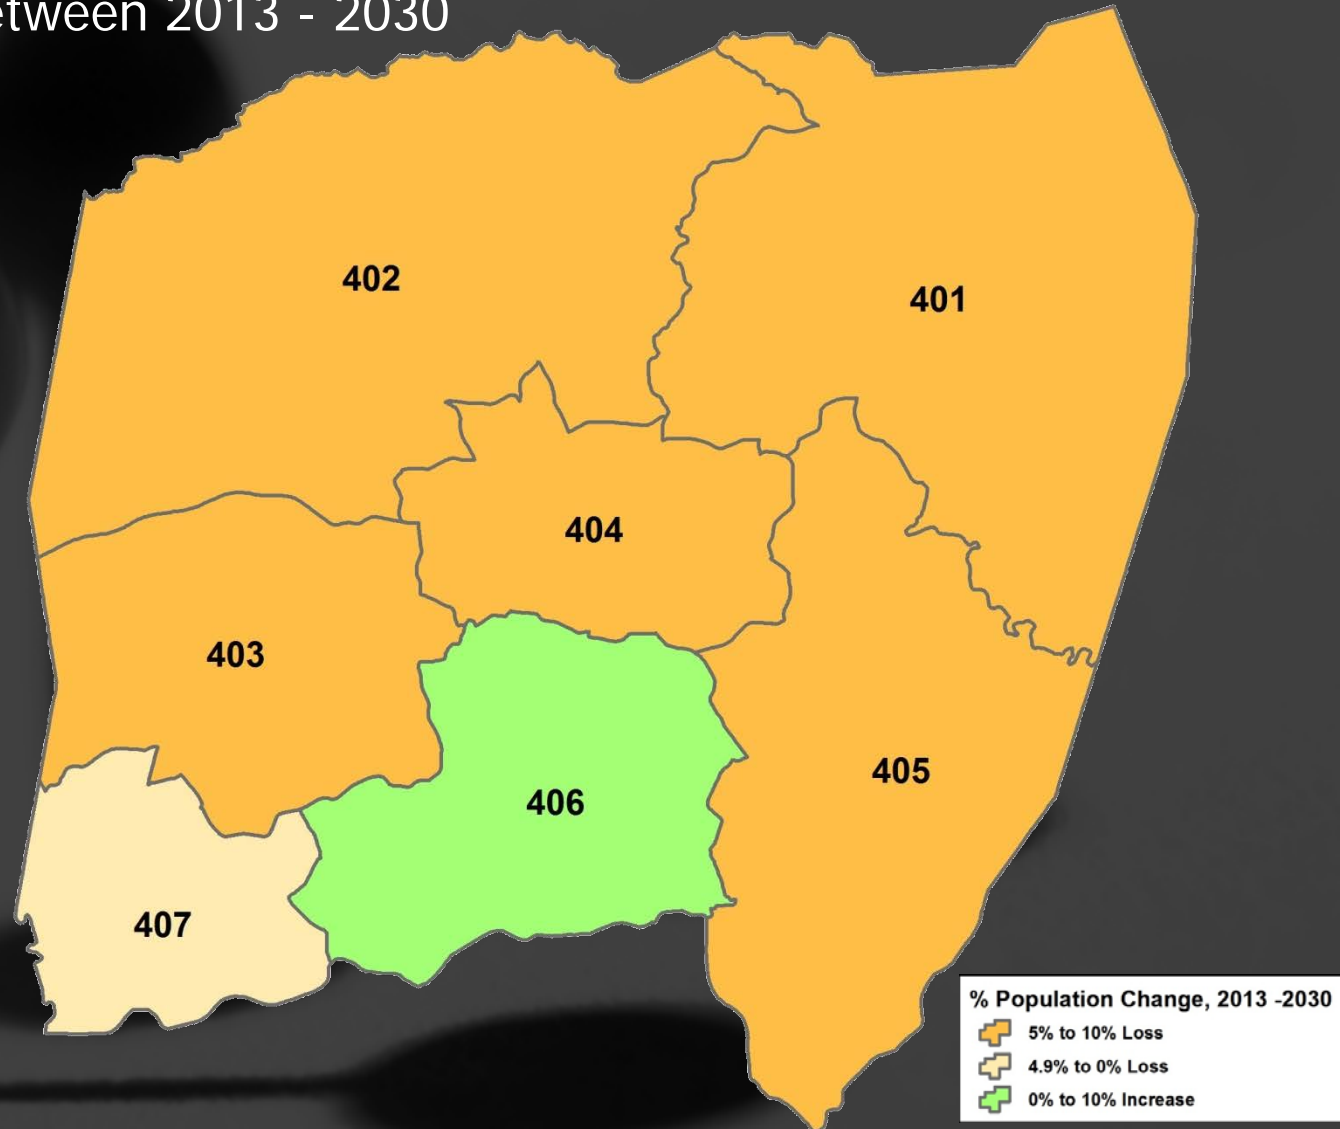 etween 2013 - 2030
402
401
404
403
405
406
407
% Population Change, 2013 -2030
5% to 10% Loss
4.9% to 0% Loss
0% to 10% Increase